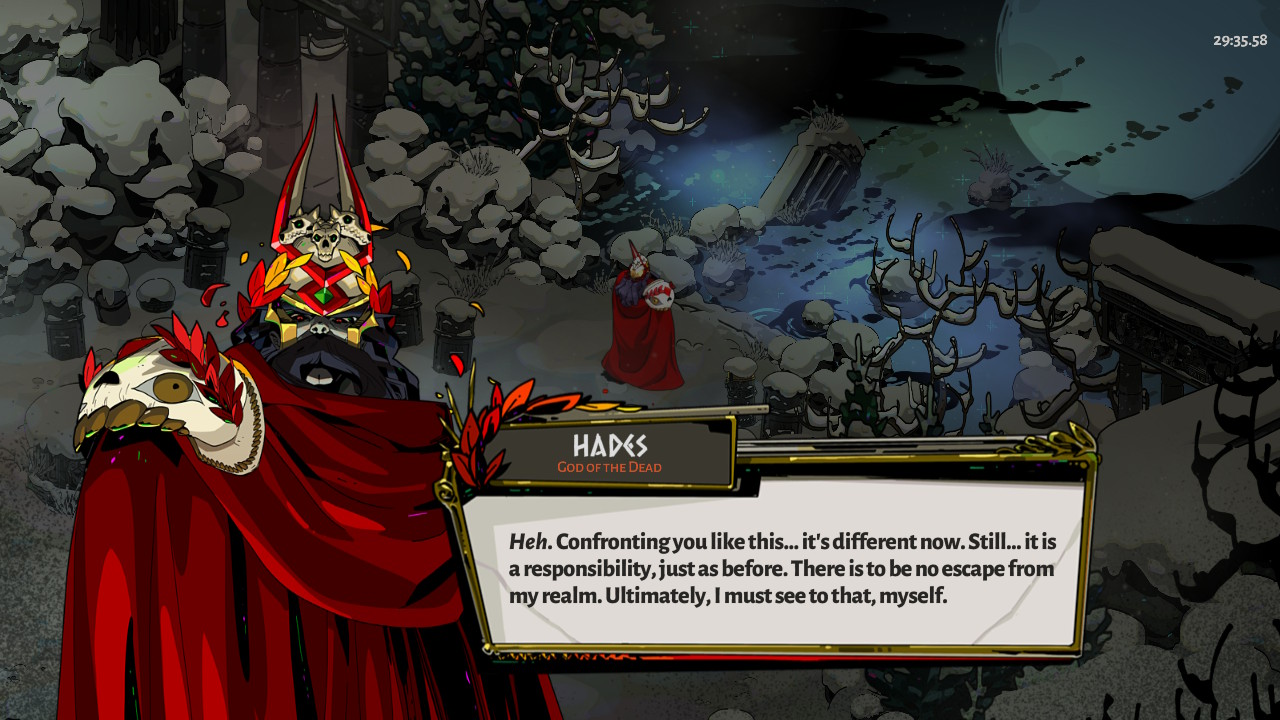 29:35.58
HADES
GOD OF THE DEAD
Heh. Confronting you like this... it's different now. Still... it is
a responsibility, just as before. There is to be no escape from
my realm. Ultimately, I must see to that, myself.